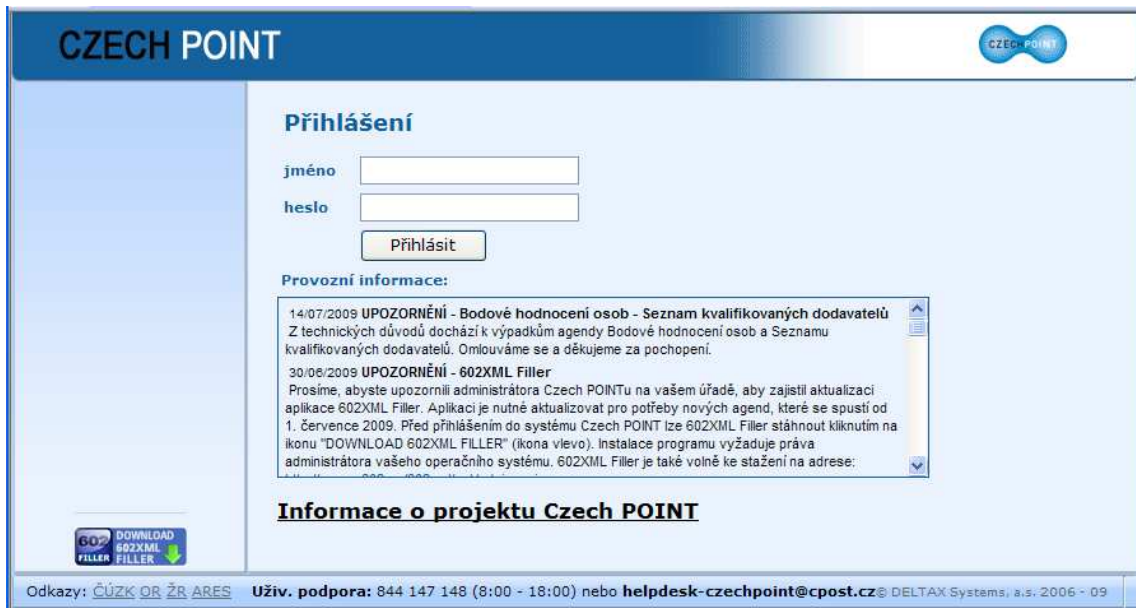 CZECH POINT
CZECHPOINT
Přihlášení
jméno
heslo
Přihlásit
Provozní informace:
14/07/2009 UPOZORNĚNÍ - Bodové hodnocení osob - Seznam kvalifikovaných dodavatelů
Z technických důvodů dochází k výpadkům agendy Bodové hodnocení osob a Seznamu
kvalifikovaných dodavatelů. Omlouváme se a děkujeme za pochopení.
30/06/2009 UPOZORNĚNÍ - 602XML Filler
Prosíme, abyste upozornili administrátora Czech POINTu na vašem úřadě, aby zajistil aktualizaci
aplikace 602XML Filler. Aplikaci je nutné aktualizovat pro potřeby nových agend, které se spustí od
1. července 2009. Před přihlášením do systému Czech POINT lze 602XML Filler stáhnout kliknutím na
ikonu "DOWNLOAD 602XML FILLER" (ikona vlevo). Instalace programu vyžaduje práva
administrátora vašeho operačního systému. 602XML Filler je také volně ke stažení na adrese:
Informace o projektu Czech POINT
602 FILLER
DOWNLOAD
602XML
FILLER
Odkazy: ČÚZK OR ŽR ARES Uživ. podpora: 844 147 148 (8:00 - 18:00) nebo helpdesk-czechpoint@cpost.cz © DELTAX Systems, a.s. 2006 - 09